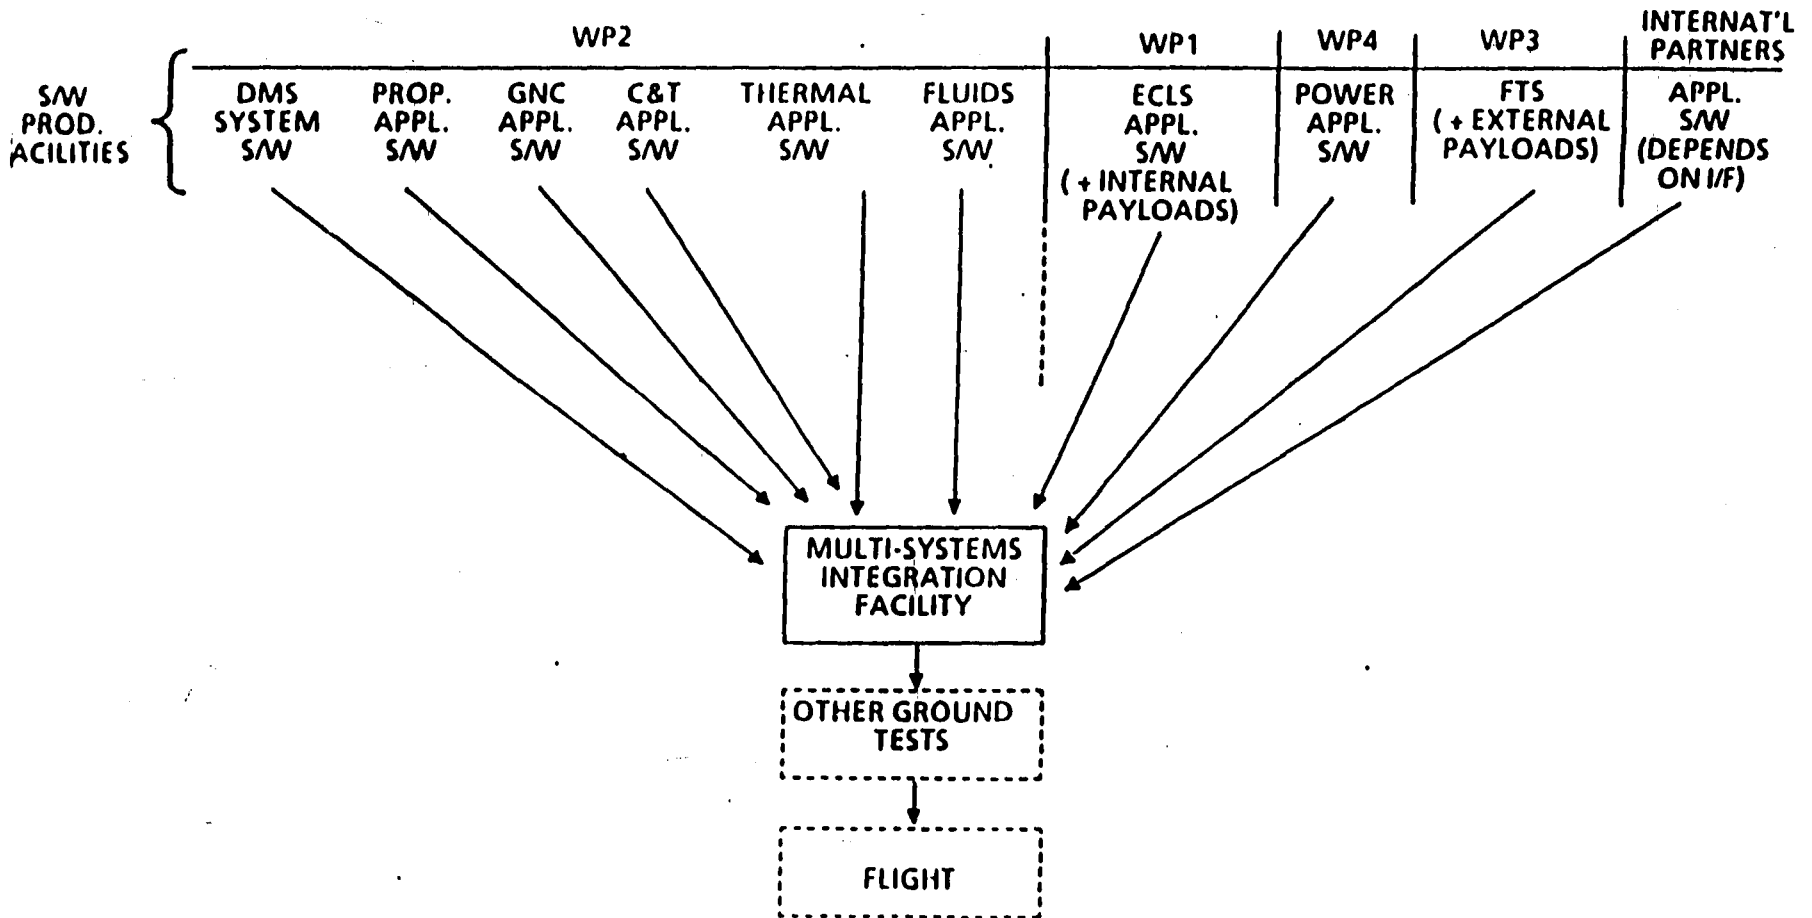 WP2
WP1
WP4
WP3
INTERNAT'L
PARTNERS
S/W
PROD.
ACILITIES
DMS
SYSTEM
S/W
PROP.
APPL.
S/W
GNC
APPL.
S/W
C&T
APPL.
S/W
THERMAL
APPL.
S/W
FLUIDS
APPL.
S/W
ECLS
APPL.
S/W
( + INTERNAL
PAYLOADS)
POWER
APPL.
S/W
FTS
( + EXTERNAL
PAYLOADS)
APPL.
S/W
(DEPENDS
ON I/F)
MULTI-SYSTEMS
INTEGRATION
FACILITY
OTHER GROUND
TESTS
FLIGHT